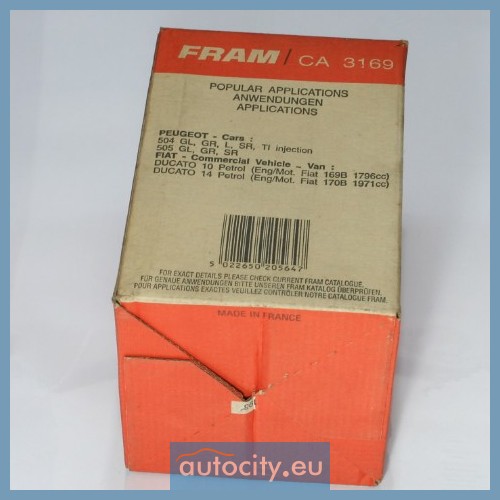 FRAM / CA 3169
POPULAR APPLICATIONS
ANWENDUNGEN
APPLICATIONS
PEUGEOT - Cars :
504 GL, GR, L, SR, TI injection
505 GL, GR, SR
FIAT - Commercial Vehicle - Van :
DUCATO 10 Petrol (Eng/Mot. Fiat 169B 1796cc)
DUCATO 14 Petrol (Eng/Mot. Fiat 170B 1971cc)
5 022650 205647
FOR EXACT DETAILS PLEASE CHECK CURRENT FRAM CATALOGUE.
FÜR GENAUE ANWENDUNGEN BITTE UNSEREN FRAM KATALOG ÜBERPRÜFEN.
POUR APPLICATIONS EXACTES VEUILLEZ CONTRÔLER NOTRE CATALOGUE FRAM.
MADE IN FRANCE
autocity.eu